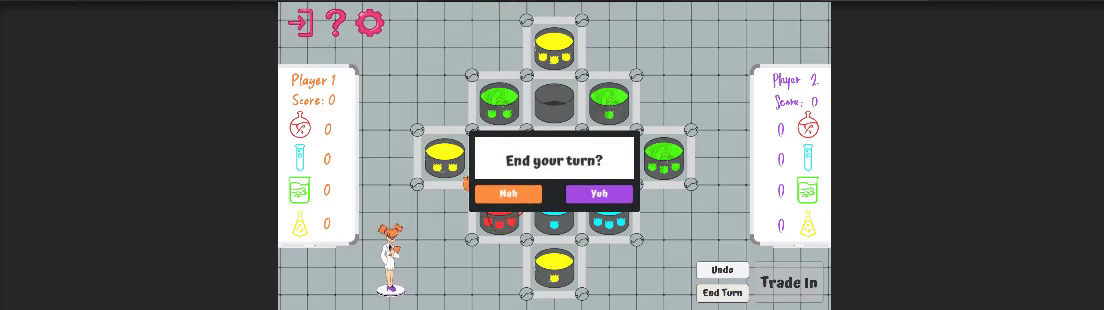 Player 1
Score: 0
0
0
0
0
Player 2
Score: 0
0
0
0
0
End your turn?
Nah
Yuh
Undo
End Turn
Trade In